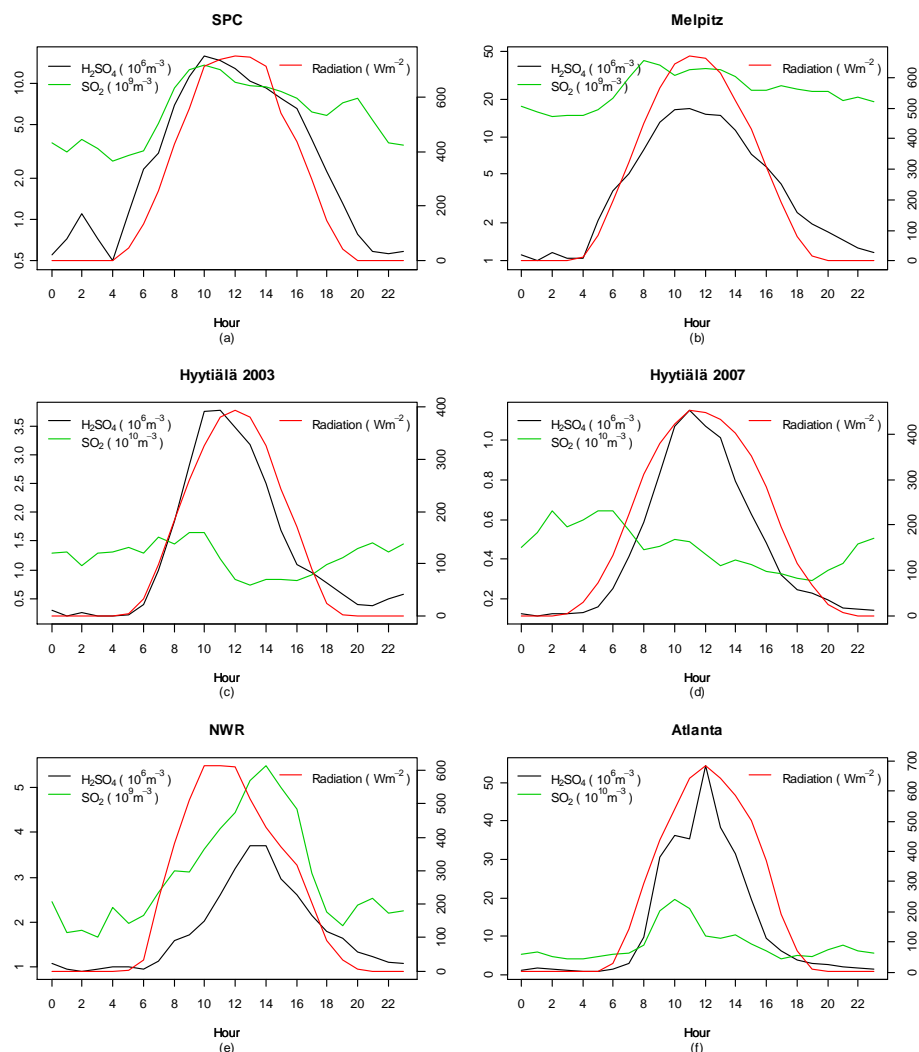 SPC
H2SO4 ( 10^6 m^−3 )
SO2 ( 10^9 m^−3 )
Radiation ( Wm^−2 )
0.5 1.0 5.0 10.0
0 200 400 600
0 2 4 6 8 10 12 14 16 18 20 22
Hour
(a)
Melpitz
H2SO4 ( 10^6 m^−3 )
SO2 ( 10^9 m^−3 )
Radiation ( Wm^−2 )
1 2 5 10 20 50
0 100 200 300 400 500 600
0 2 4 6 8 10 12 14 16 18 20 22
Hour
(b)
Hyytiälä 2003
H2SO4 ( 10^6 m^−3 )
SO2 ( 10^10 m^−3 )
Radiation ( Wm^−2 )
0.5 1.0 1.5 2.0 2.5 3.0 3.5
0 100 200 300 400
0 2 4 6 8 10 12 14 16 18 20 22
Hour
(c)
Hyytiälä 2007
H2SO4 ( 10^6 m^−3 )
SO2 ( 10^10 m^−3 )
Radiation ( Wm^−2 )
0.2 0.4 0.6 0.8 1.0
0 100 200 300 400
0 2 4 6 8 10 12 14 16 18 20 22
Hour
(d)
NWR
H2SO4 ( 10^6 m^−3 )
SO2 ( 10^9 m^−3 )
Radiation ( Wm^−2 )
1 2 3 4 5
0 100 200 300 400 500 600
0 2 4 6 8 10 12 14 16 18 20 22
Hour
(e)
Atlanta
H2SO4 ( 10^6 m^−3 )
SO2 ( 10^10 m^−3 )
Radiation ( Wm^−2 )
0 10 20 30 40 50
0 100 200 300 400 500 600 700
0 2 4 6 8 10 12 14 16 18 20 22
Hour
(f)